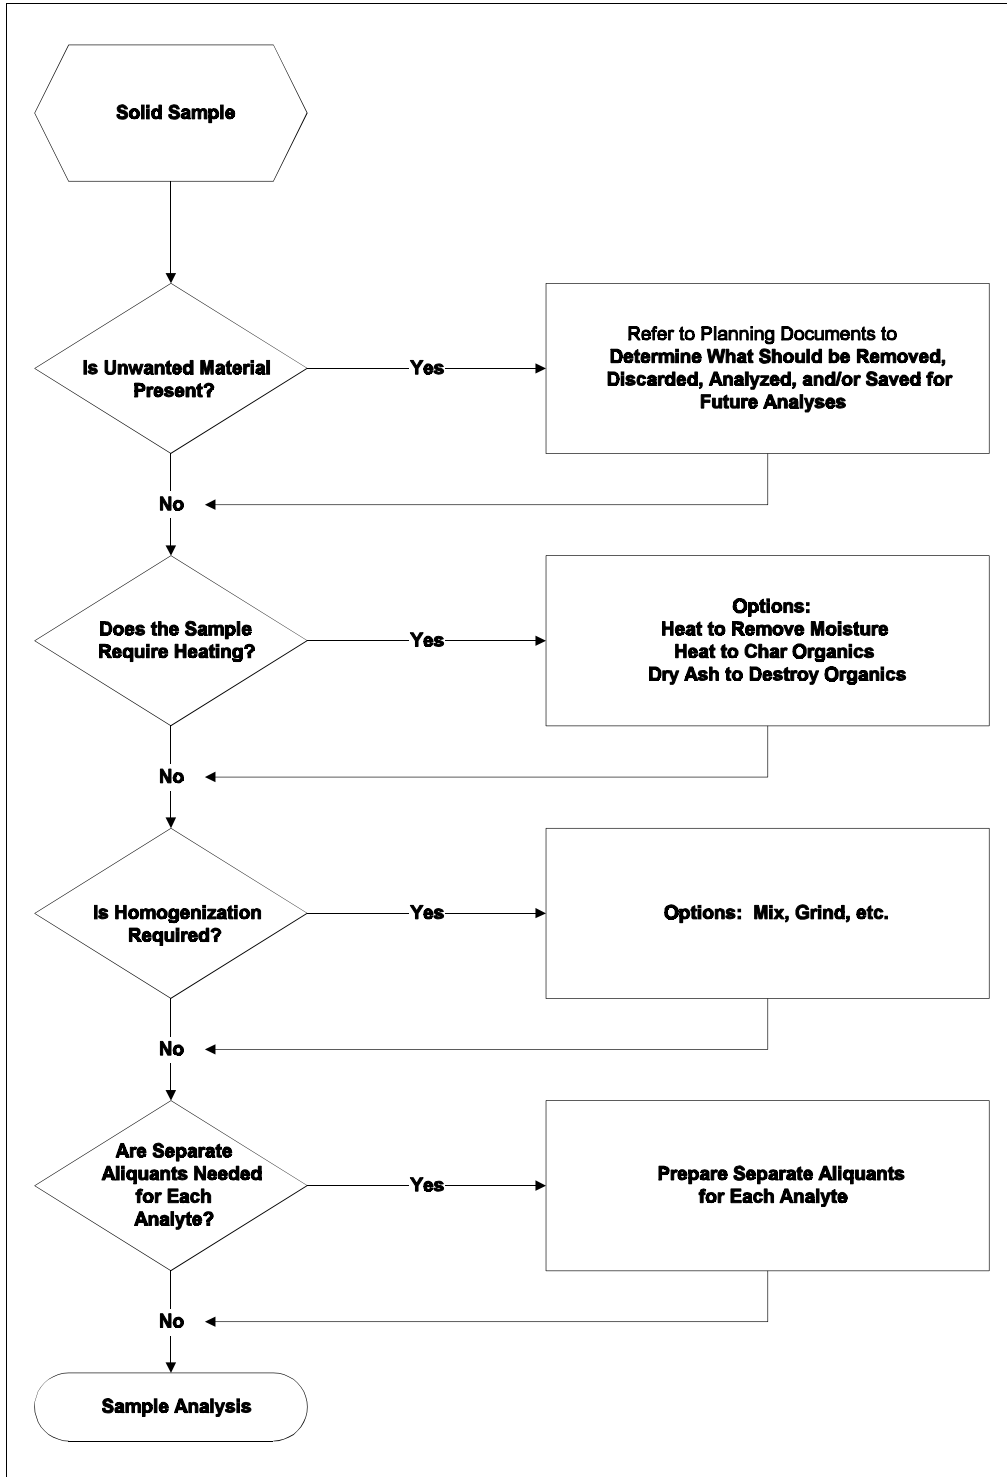 Solid Sample
Is Unwanted Material
Present?
Yes
Refer to Planning Documents to
Determine What Should be Removed,
Discarded, Analyzed, and/or Saved for
Future Analyses
No
Does the Sample
Require Heating?
Yes
Options:
Heat to Remove Moisture
Heat to Char Organics
Dry Ash to Destroy Organics
No
Is Homogenization
Required?
Yes
Options:  Mix, Grind, etc.
No
Are Separate
Aliquants Needed
for Each
Analyte?
Yes
Prepare Separate Aliquants
for Each Analyte
No
Sample Analysis